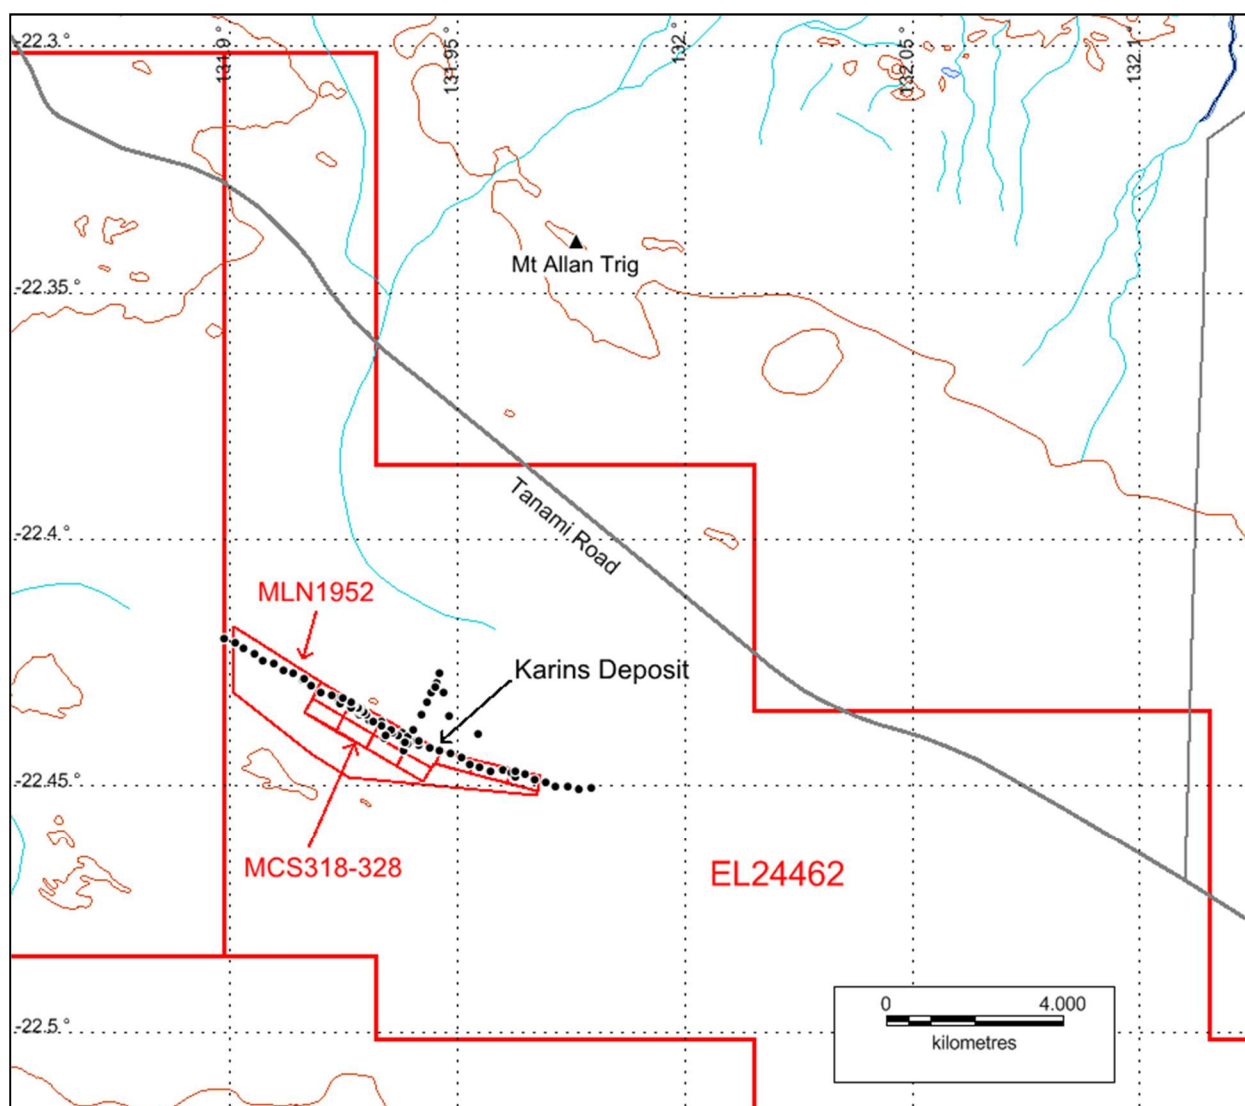 -22.3°
131.9°
131.95°
132.°
132.05°
132.1°
Mt Allan Trig
-22.35°
Tanami Road
-22.4°
MLN1952
Karins Deposit
-22.45°
MCS318-328
EL24462
-22.5°
0 4.000
kilometres